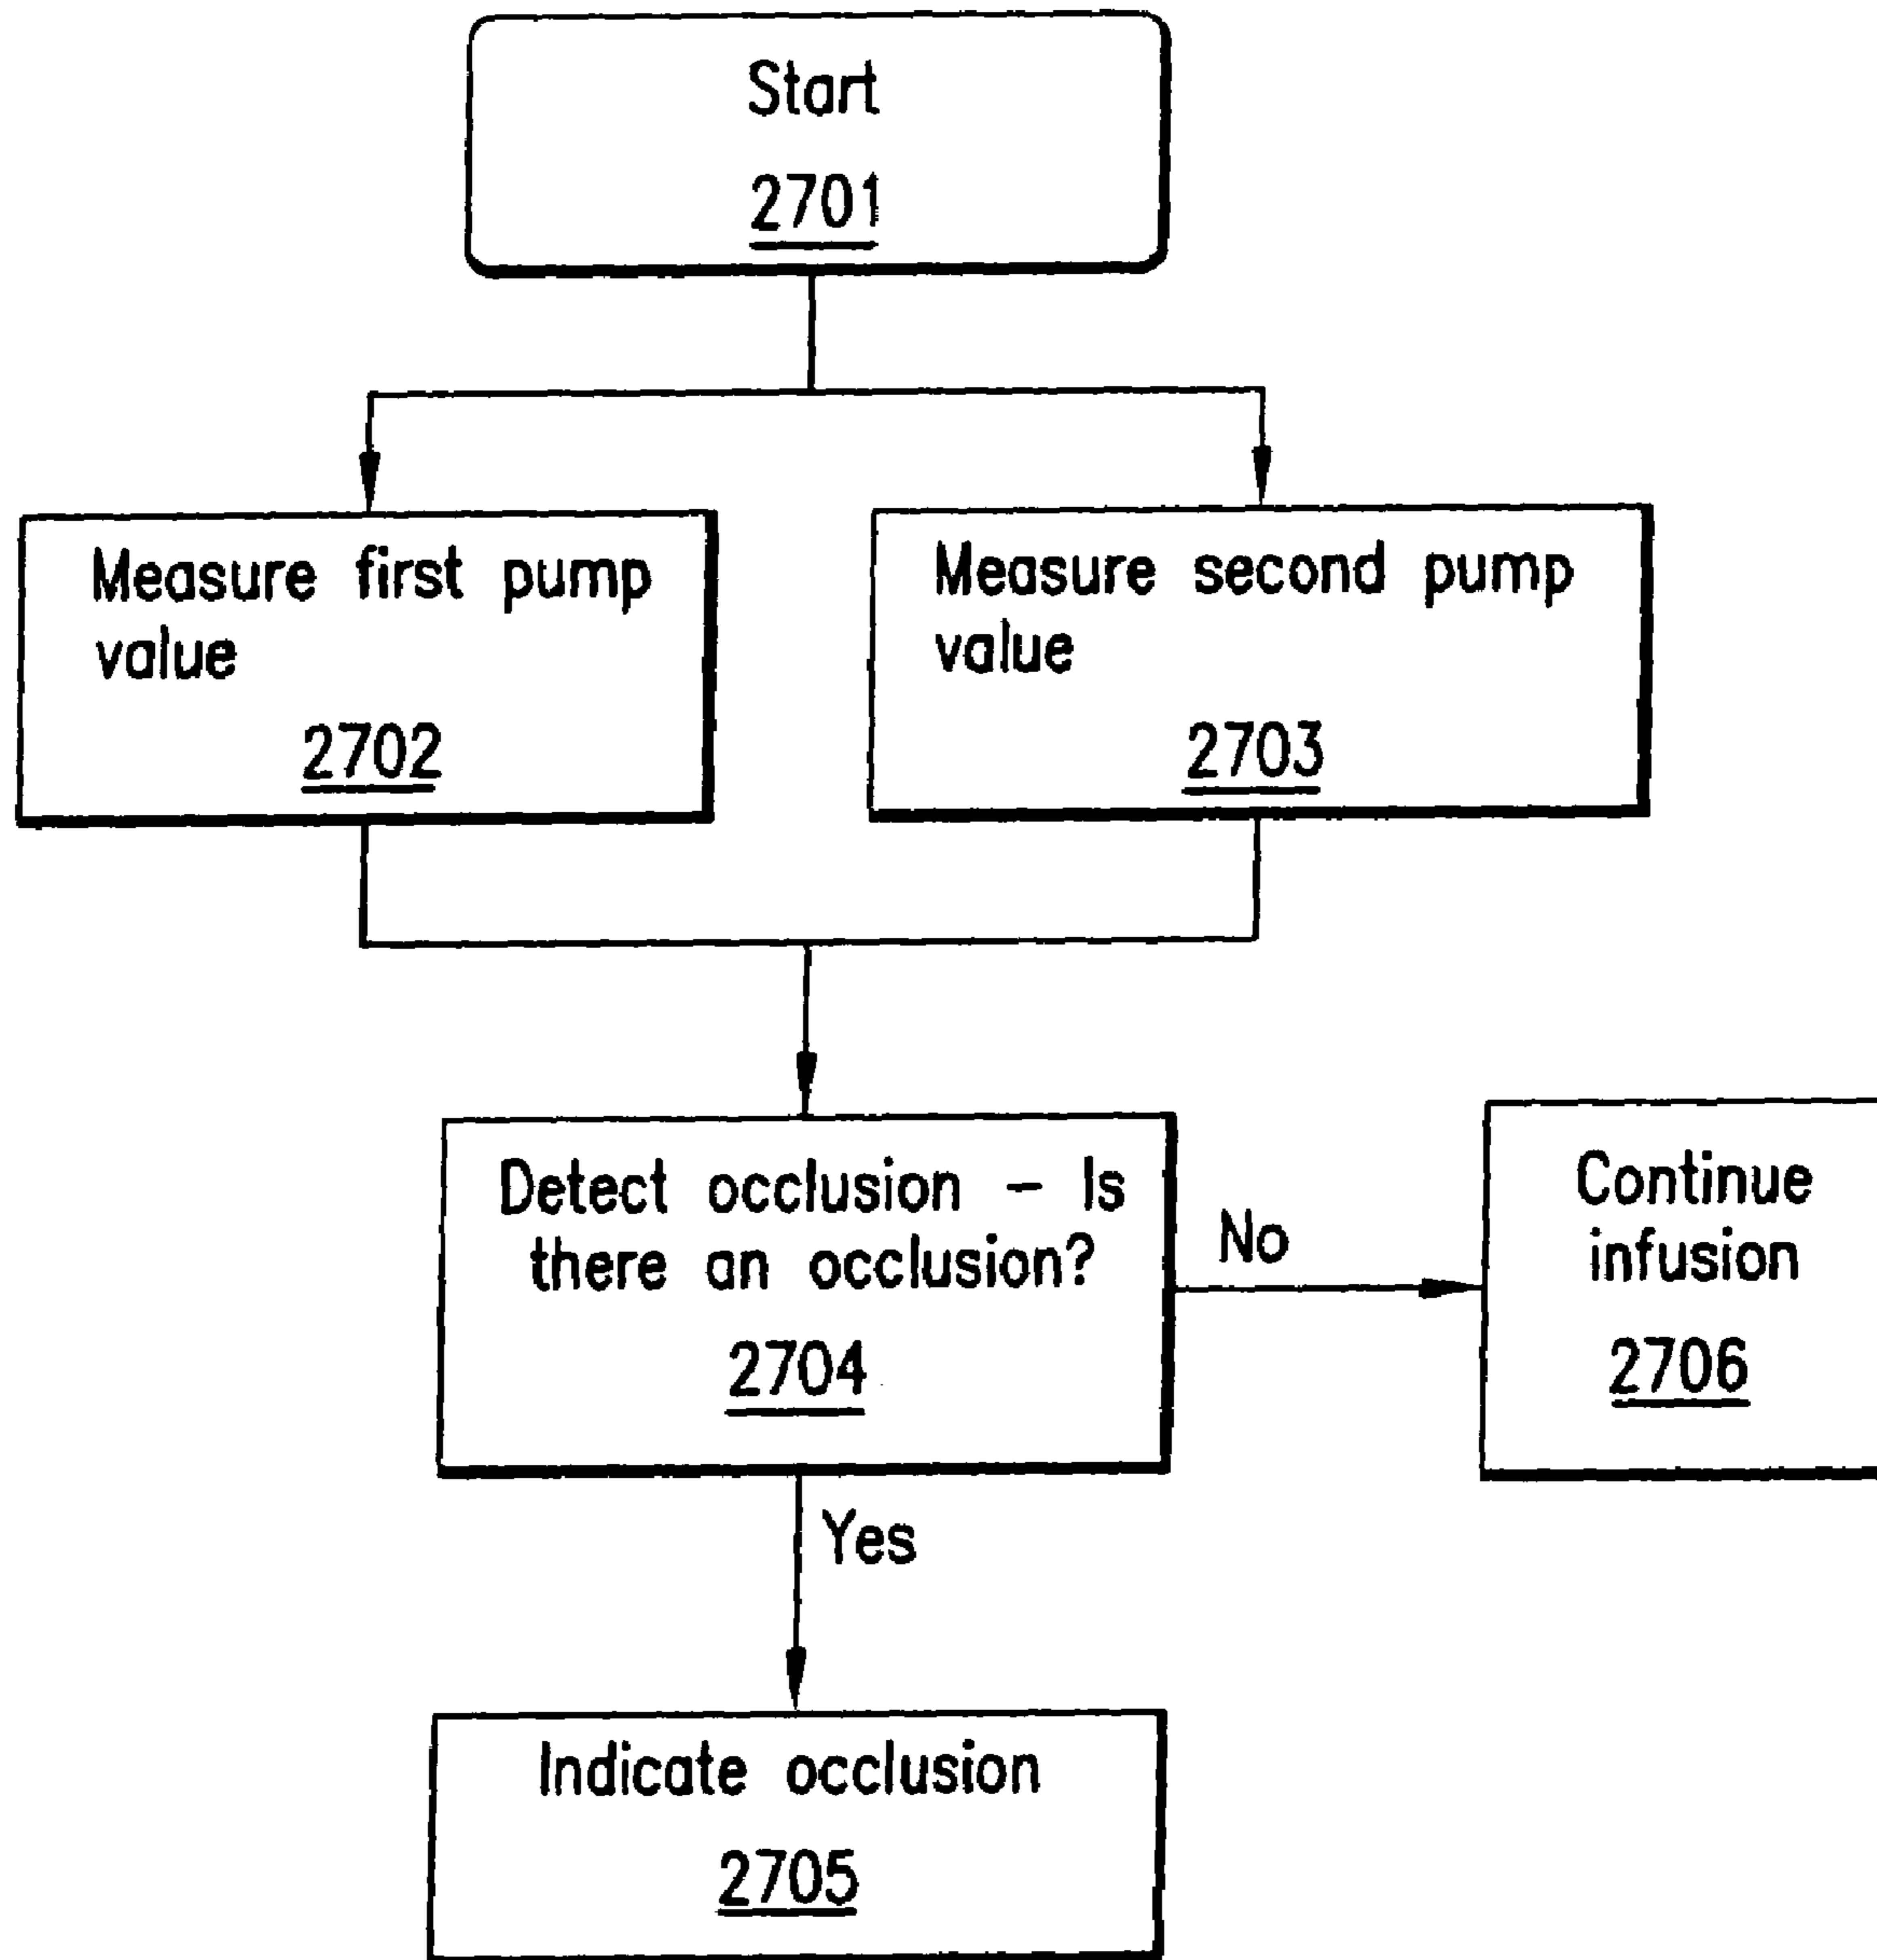 Start
2701
Measure first pump
value
2702
Measure second pump
value
2703
Detect occlusion – Is
there an occlusion?
2704
No
Continue
infusion
2706
Yes
Indicate occlusion
2705